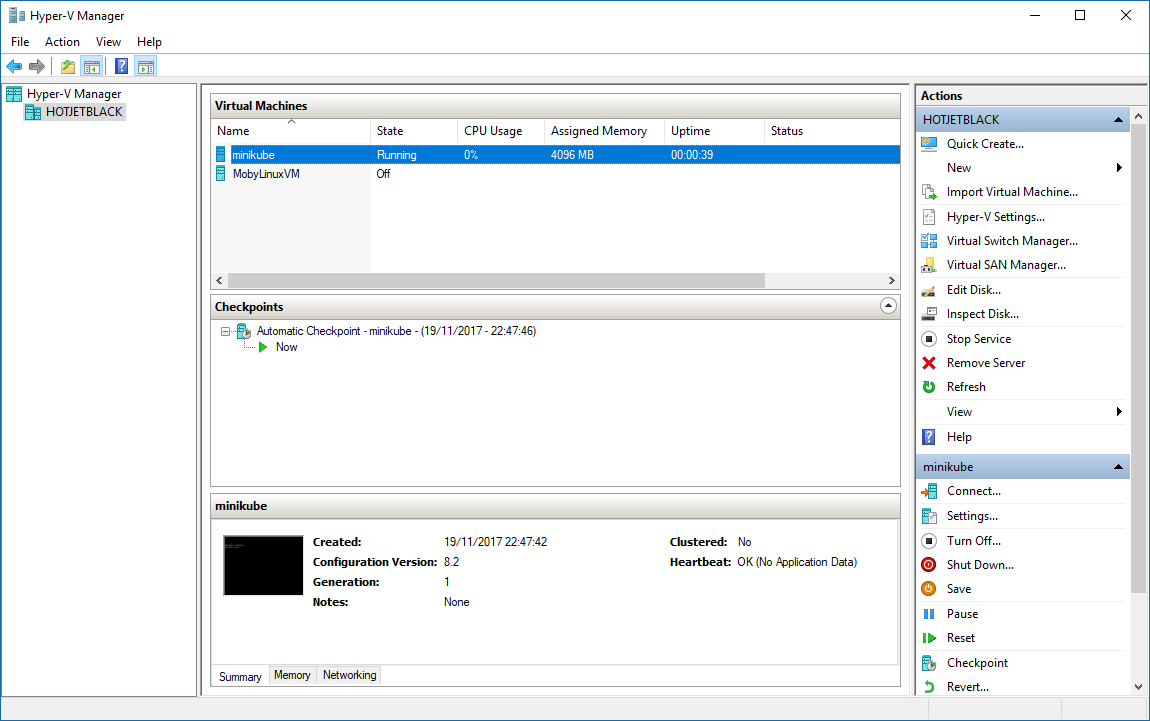 Hyper-V Manager
File Action View Help
Hyper-V Manager
HOTJETBLACK
Virtual Machines
Name State CPU Usage Assigned Memory Uptime Status
minikube Running 0% 4096 MB 00:00:39
MobyLinuxVM Off
Checkpoints
Automatic Checkpoint - minikube - (19/11/2017 - 22:47:46)
Now
minikube
Created: 19/11/2017 22:47:42 Clustered: No
Configuration Version: 8.2 Heartbeat: OK (No Application Data)
Generation: 1
Notes: None
Summary Memory Networking
Actions
HOTJETBLACK
Quick Create...
New
Import Virtual Machine...
Hyper-V Settings...
Virtual Switch Manager...
Virtual SAN Manager...
Edit Disk...
Inspect Disk...
Stop Service
Remove Server
Refresh
View
Help
minikube
Connect...
Settings...
Turn Off...
Shut Down...
Save
Pause
Reset
Checkpoint
Revert...